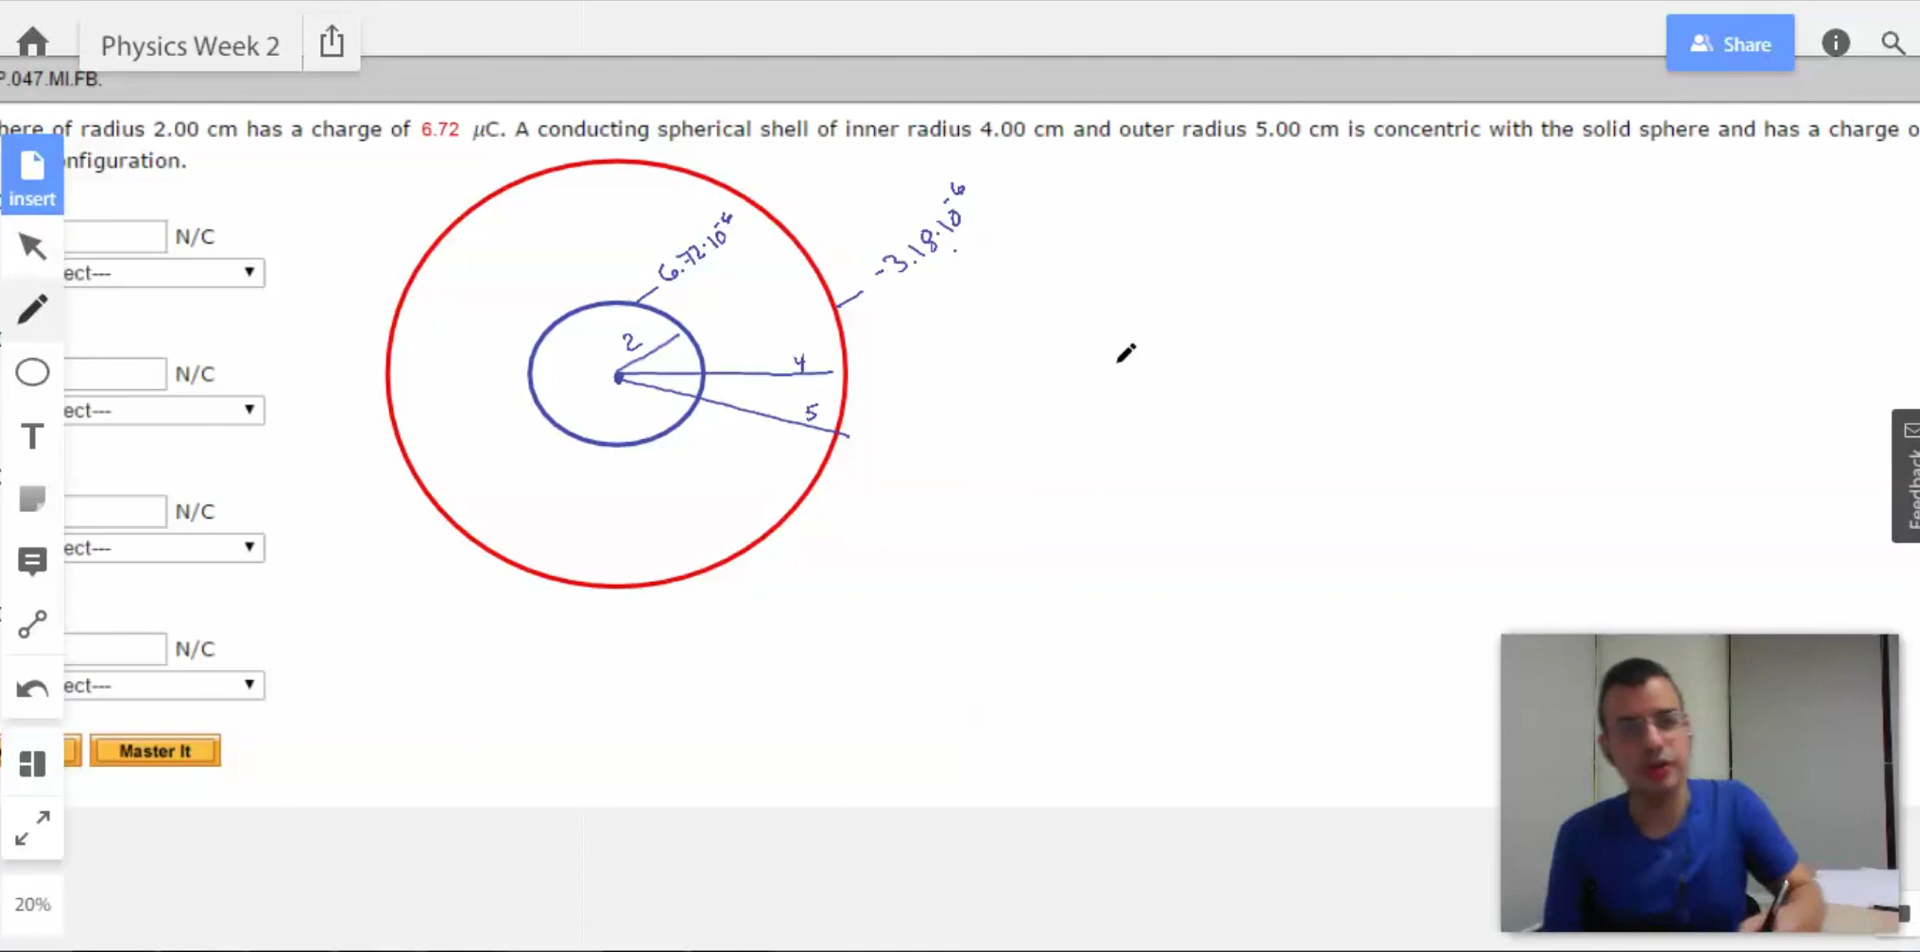 Physics Week 2
Share
P.047.MI.FB.
here of radius 2.00 cm has a charge of 6.72 μC. A conducting spherical shell of inner radius 4.00 cm and outer radius 5.00 cm is concentric with the solid sphere and has a charge o
nfiguration.
insert
N/C
ect---
6.72·10⁻⁶
-3.18·10⁻⁶
2
4
5
N/C
ect---
T
Feedback
N/C
ect---
N/C
ect---
Master It
20%